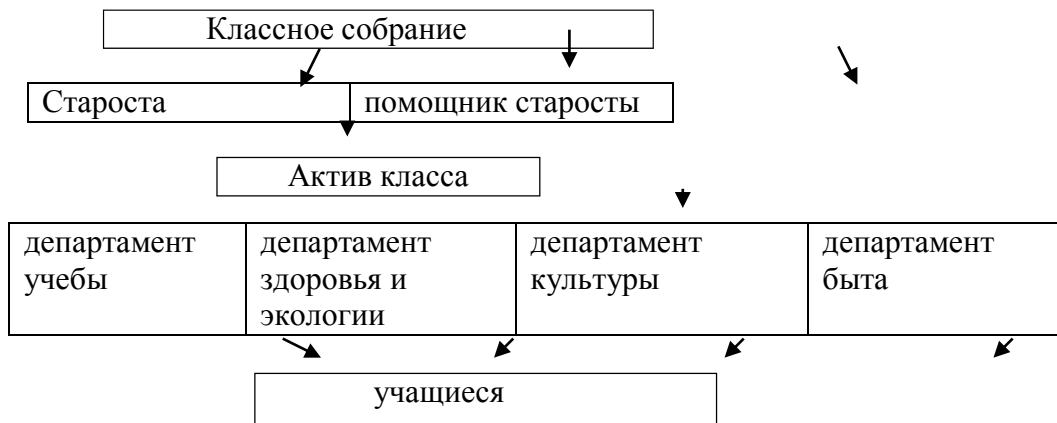 Классное собрание
Староста
помощник старосты
Актив класса
департамент учебы
департамент здоровья и экологии
департамент культуры
департамент быта
учащиеся